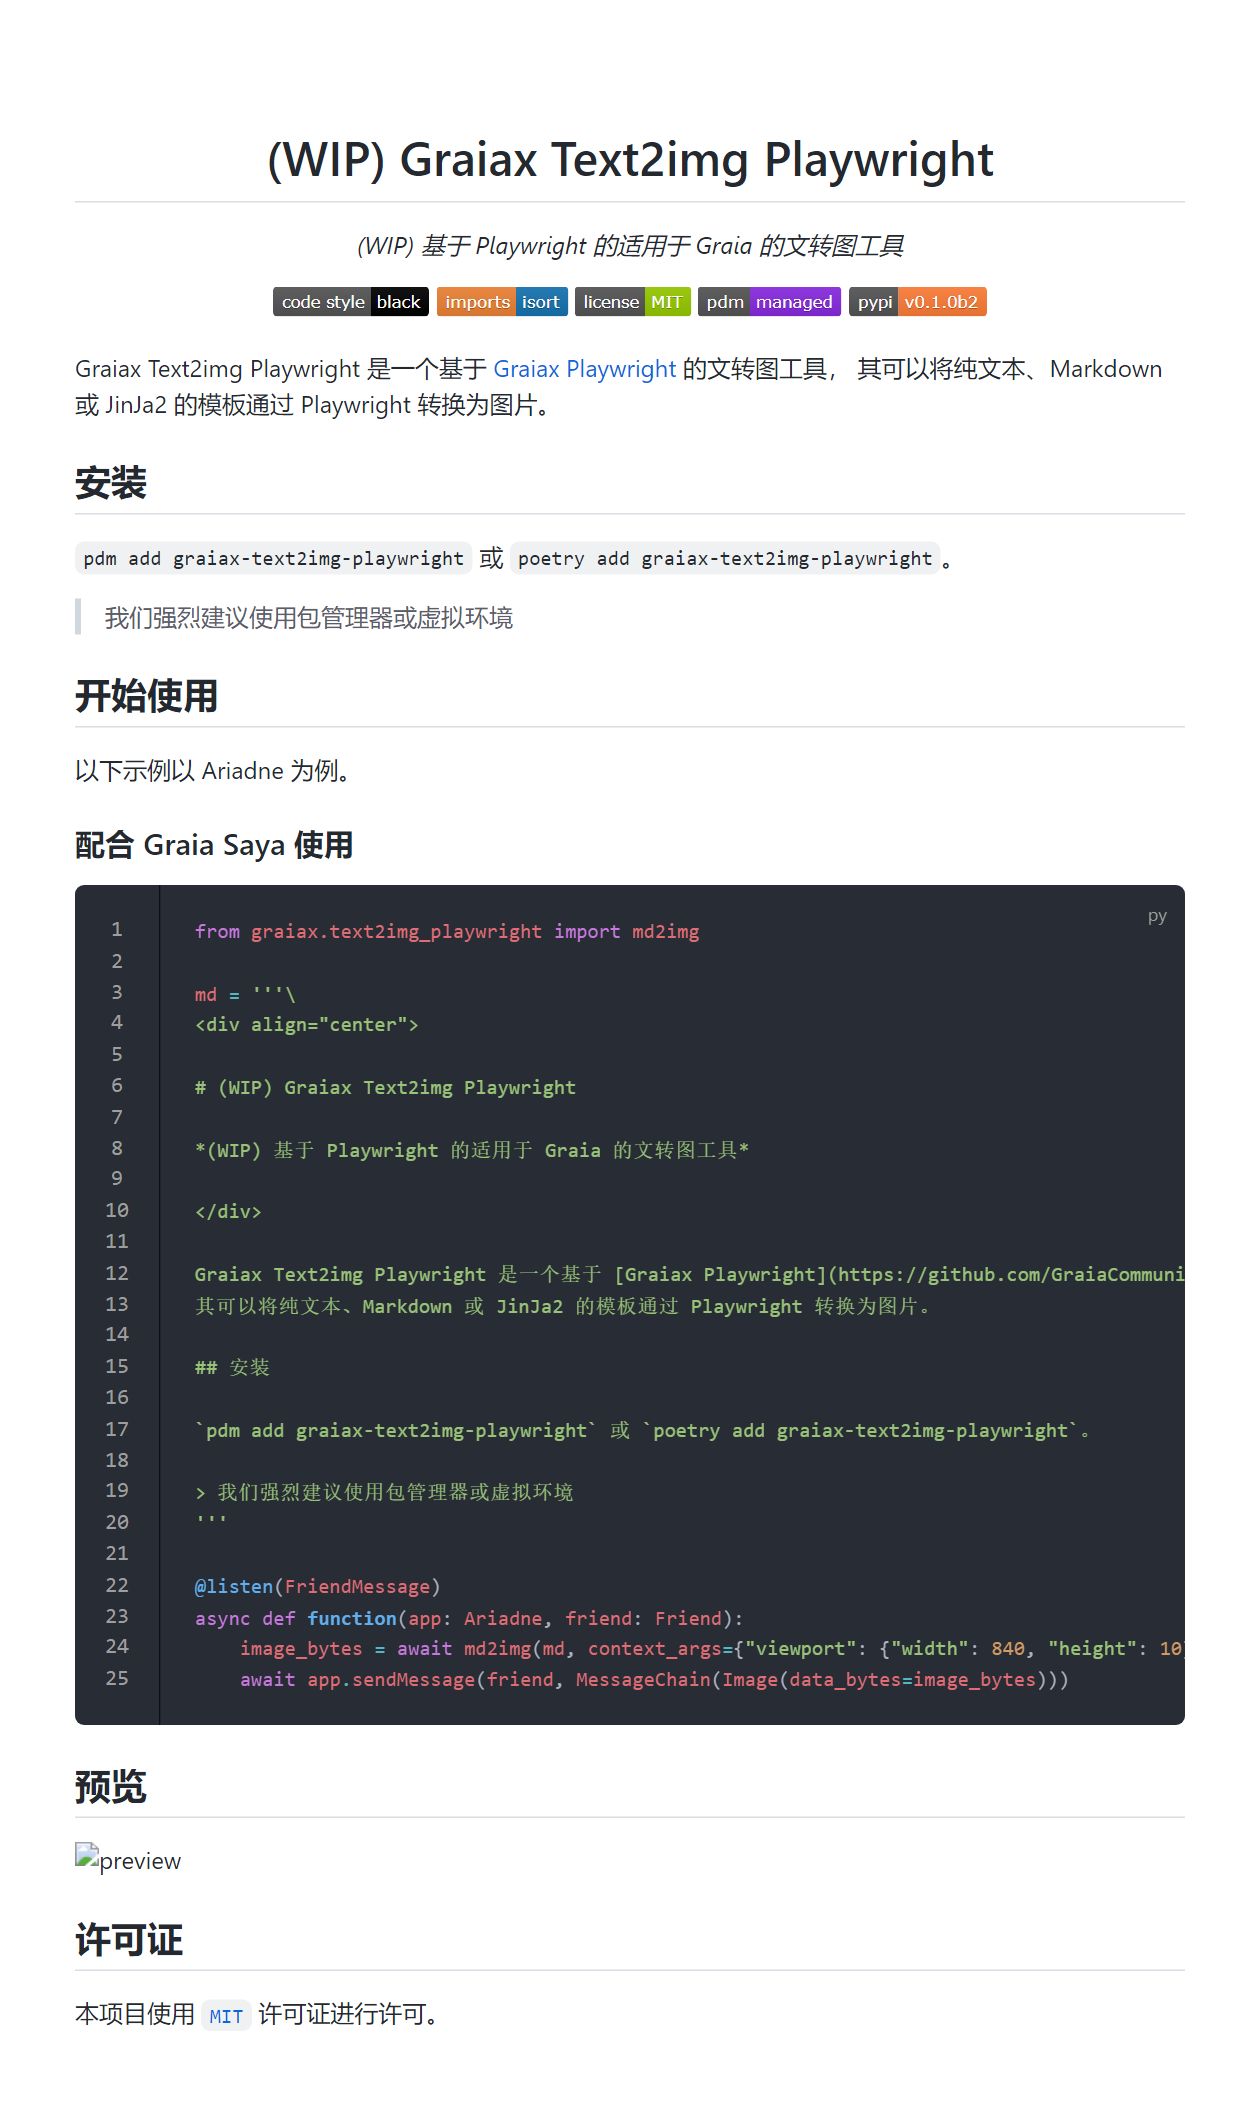 (WIP) Graiax Text2img Playwright
(WIP) 基于 Playwright 的适用于 Graia 的文转图工具
code style black imports isort license MIT pdm managed pypi v0.1.0b2
Graiax Text2img Playwright 是一个基于 Graiax Playwright 的文转图工具， 其可以将纯文本、Markdown
或 JinJa2 的模板通过 Playwright 转换为图片。
安装
pdm add graiax-text2img-playwright 或 poetry add graiax-text2img-playwright。
我们强烈建议使用包管理器或虚拟环境
开始使用
以下示例以 Ariadne 为例。
配合 Graia Saya 使用
py
1 from graiax.text2img_playwright import md2img
2
3 md = '''\
4 <div align="center">
5
6 # (WIP) Graiax Text2img Playwright
7
8 *(WIP) 基于 Playwright 的适用于 Graia 的文转图工具*
9
10 </div>
11
12 Graiax Text2img Playwright 是一个基于 [Graiax Playwright](https://github.com/GraiaCommuni
13 其可以将纯文本、Markdown 或 JinJa2 的模板通过 Playwright 转换为图片。
14
15 ## 安装
16
17 `pdm add graiax-text2img-playwright` 或 `poetry add graiax-text2img-playwright`。
18
19 > 我们强烈建议使用包管理器或虚拟环境
20 '''
21
22 @listen(FriendMessage)
23 async def function(app: Ariadne, friend: Friend):
24     image_bytes = await md2img(md, context_args={"viewport": {"width": 840, "height": 10}
25     await app.sendMessage(friend, MessageChain(Image(data_bytes=image_bytes)))
预览
preview
许可证
本项目使用 MIT 许可证进行许可。